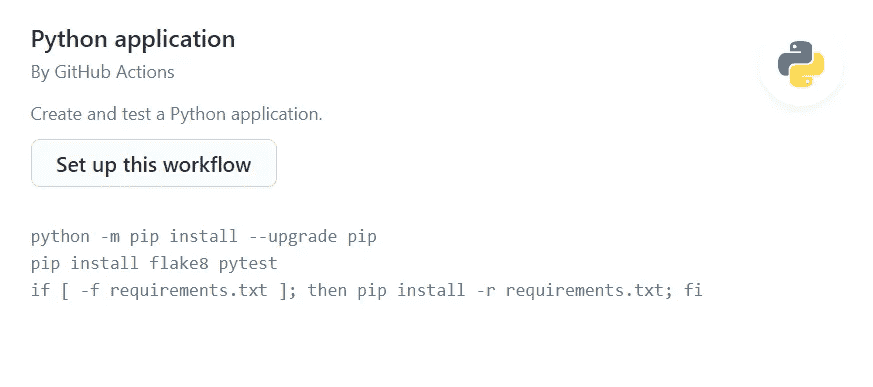 Python application
By GitHub Actions
Create and test a Python application.
Set up this workflow
python -m pip install --upgrade pip
pip install flake8 pytest
if [ -f requirements.txt ]; then pip install -r requirements.txt; fi